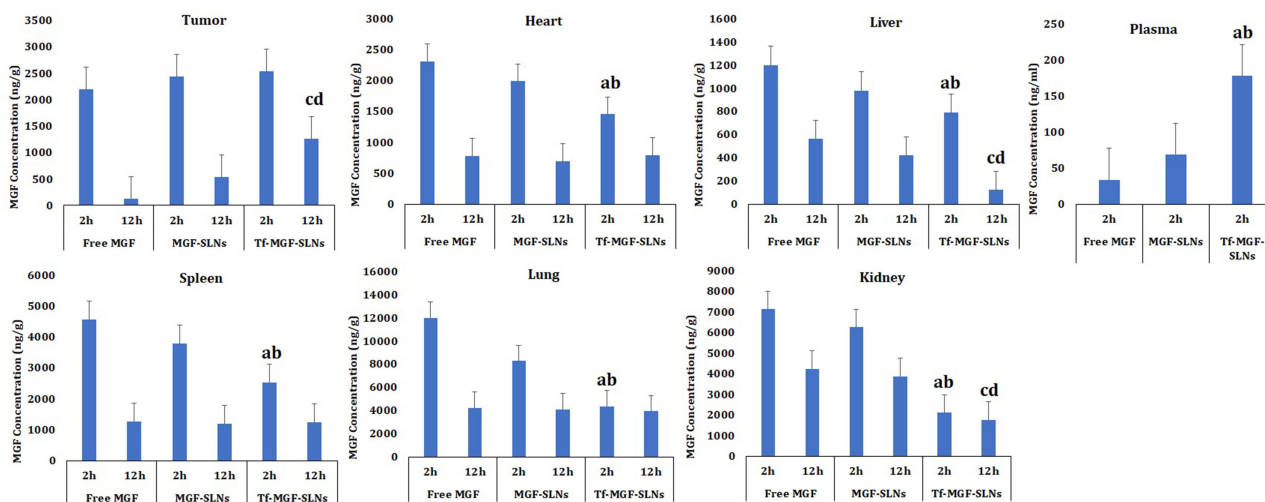 Tumor
MGF Concentration (ng/g)
3500
3000
2500
2000
1500
1000
500
0
cd
2h 12h 2h 12h 2h 12h
Free MGF MGF-SLNs Tf-MGF-SLNs
Heart
MGF Concentration (ng/g)
3000
2500
2000
1500
1000
500
0
ab
2h 12h 2h 12h 2h 12h
Free MGF MGF-SLNs Tf-MGF-SLNs
Liver
MGF Concentration (ng/g)
1600
1400
1200
1000
800
600
400
200
0
ab
cd
2h 12h 2h 12h 2h 12h
Free MGF MGF-SLNs Tf-MGF-SLNs
Plasma
MGF Concentration (ng/ml)
250
200
150
100
50
0
ab
2h 2h 2h
Free MGF MGF-SLNs Tf-MGF-
SLNs
Spleen
MGF Concentration (ng/g)
6000
5000
4000
3000
2000
1000
0
ab
2h 12h 2h 12h 2h 12h
Free MGF MGF-SLNs Tf-MGF-SLNs
Lung
MGF Concentration (ng/g)
16000
14000
12000
10000
8000
6000
4000
2000
0
ab
2h 12h 2h 12h 2h 12h
Free MGF MGF-SLNs Tf-MGF-SLNs
Kidney
MGF Concentration (ng/g)
9000
8000
7000
6000
5000
4000
3000
2000
1000
0
ab cd
2h 12h 2h 12h 2h 12h
Free MGF MGF-SLNs Tf-MGF-SLNs